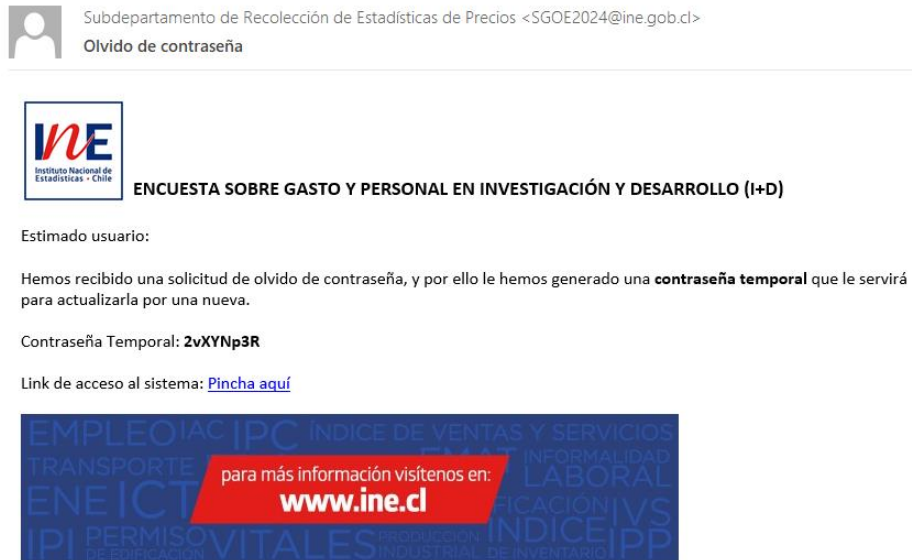 Subdepartamento de Recolección de Estadísticas de Precios <SGOE2024@ine.gob.cl>
Olvido de contraseña
INE
Instituto Nacional de
Estadísticas • Chile
ENCUESTA SOBRE GASTO Y PERSONAL EN INVESTIGACIÓN Y DESARROLLO (I+D)
Estimado usuario:
Hemos recibido una solicitud de olvido de contraseña, y por ello le hemos generado una contraseña temporal que le servirá
para actualizarla por una nueva.
Contraseña Temporal: 2vXYNp3R
Link de acceso al sistema: Pincha aquí
EMPLEO IAC IPC ÍNDICE DE VENTAS Y SERVICIOS
TRANSPORTE INFORMALIDAD
LABORAL
para más información visítenos en:
www.ine.cl
ENE ICT IVS
IPI PERMISO VITALES PRODUCCIÓN ÍNDICE IPP
DE EDIFICACIÓN INDUSTRIAL DE INVENTARIO